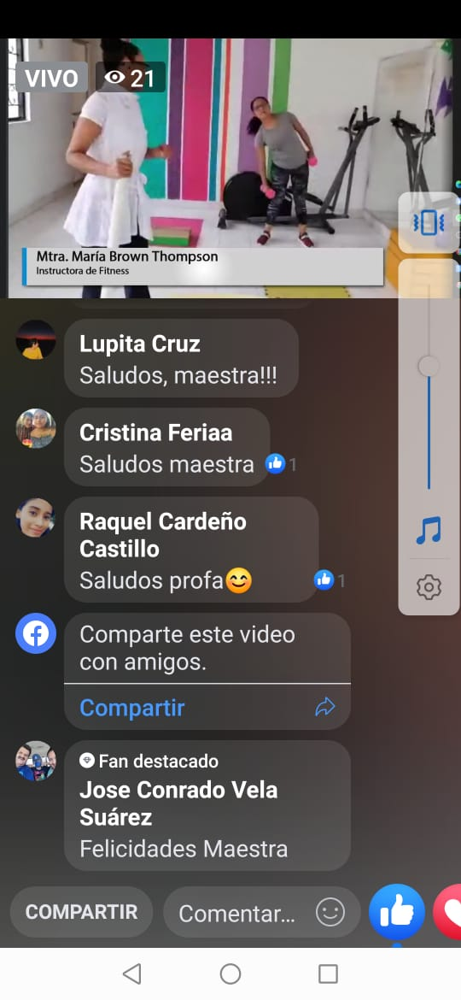 VIVO 21
Mtra. María Brown Thompson
Instructora de Fitness
Lupita Cruz
Saludos, maestra!!!
Cristina Feriaa
Saludos maestra 1
Raquel Cardeño
Castillo
Saludos profa😊 1
Comparte este video
con amigos.
Compartir
Fan destacado
Jose Conrado Vela
Suárez
Felicidades Maestra
COMPARTIR Comentar...